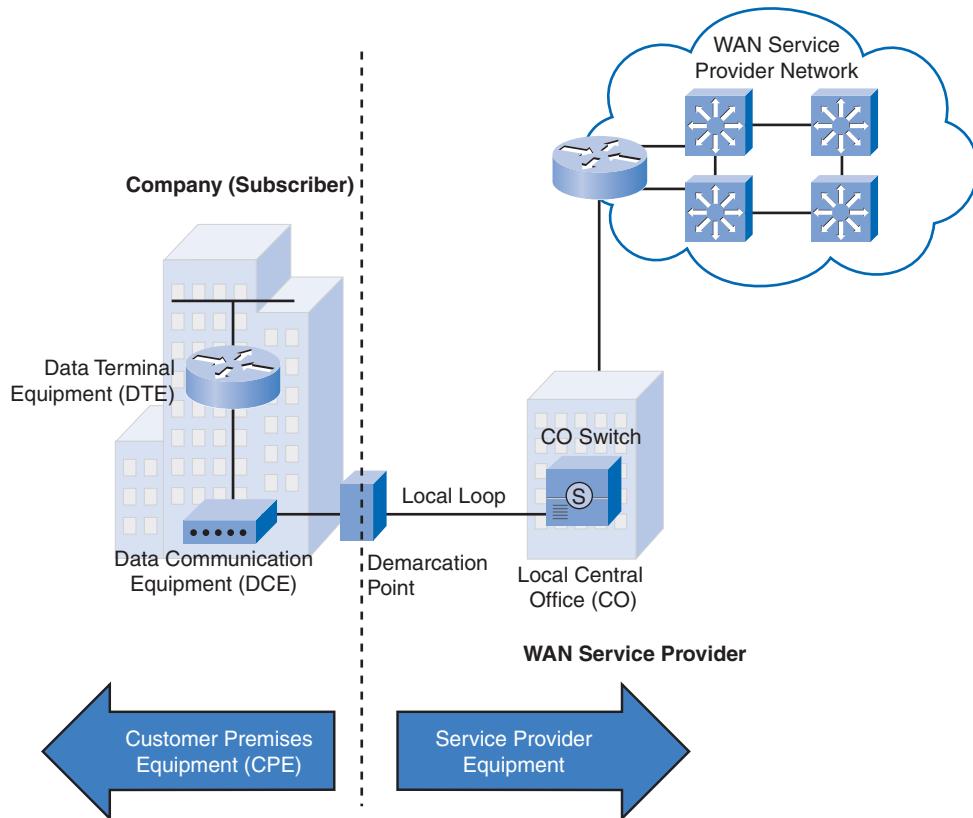 WAN Service
Provider Network
Company (Subscriber)
Data Terminal
Equipment (DTE)
CO Switch
S
Local Loop
Data Communication
Equipment (DCE)
Demarcation
Point
Local Central
Office (CO)
WAN Service Provider
Customer Premises
Equipment (CPE)
Service Provider
Equipment